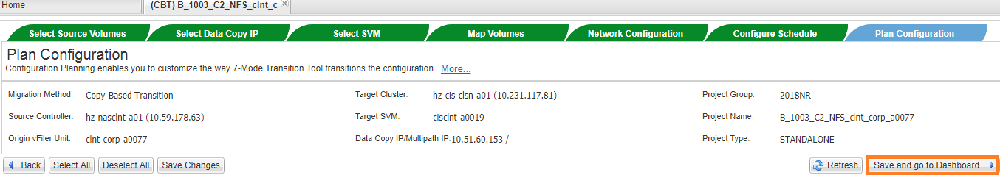 Home (CBT) B_1003_C2_NFS_clnt_c
Select Source Volumes Select Data Copy IP Select SVM Map Volumes Network Configuration Configure Schedule Plan Configuration
Plan Configuration
Configuration Planning enables you to customize the way 7-Mode Transition Tool transitions the configuration. More...
Migration Method: Copy-Based Transition Target Cluster: hz-cis-clsn-a01 (10.231.117.81) Project Group: 2018NR
Source Controller: hz-nasclnt-a01 (10.59.178.63) Target SVM: cisclnt-a0019 Project Name: B_1003_C2_NFS_clnt_corp_a0077
Origin vFiler Unit: clnt-corp-a0077 Data Copy IP/Multipath IP: 10.51.60.153 / - Project Type: STANDALONE
Back Select All Deselect All Save Changes Refresh Save and go to Dashboard